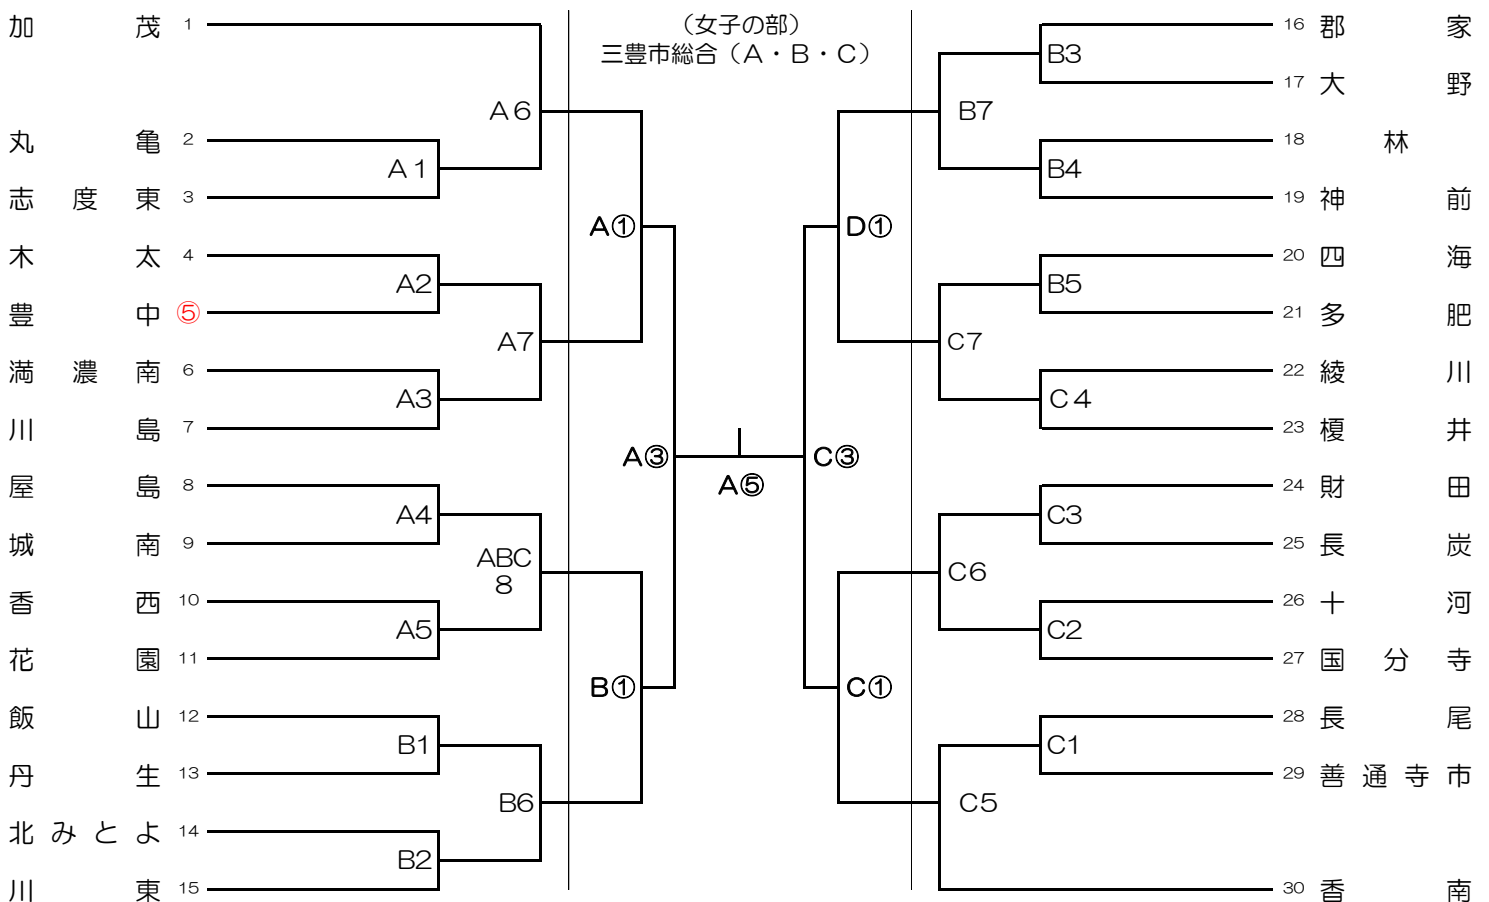 (女子の部)
三豊市総合(A・B・C)
加茂 1
丸亀 2
志度東 3
木太 4
豊中 ⑤
満濃南 6
川島 7
屋島 8
城南 9
香西 10
花園 11
飯山 12
丹生 13
北みとよ 14
川東 15
A6
A1
A2
A7
A3
A4
ABC
8
A5
B1
B6
B2
A①
B①
A③
A⑤
C③
D①
C①
B3
B7
B4
B5
C7
C4
C3
C6
C2
C1
C5
16 郡家
17 大野
18 林
19 神前
20 四海
21 多肥
22 綾川
23 榎井
24 財田
25 長炭
26 十河
27 国分寺
28 長尾
29 善通寺市
30 香南